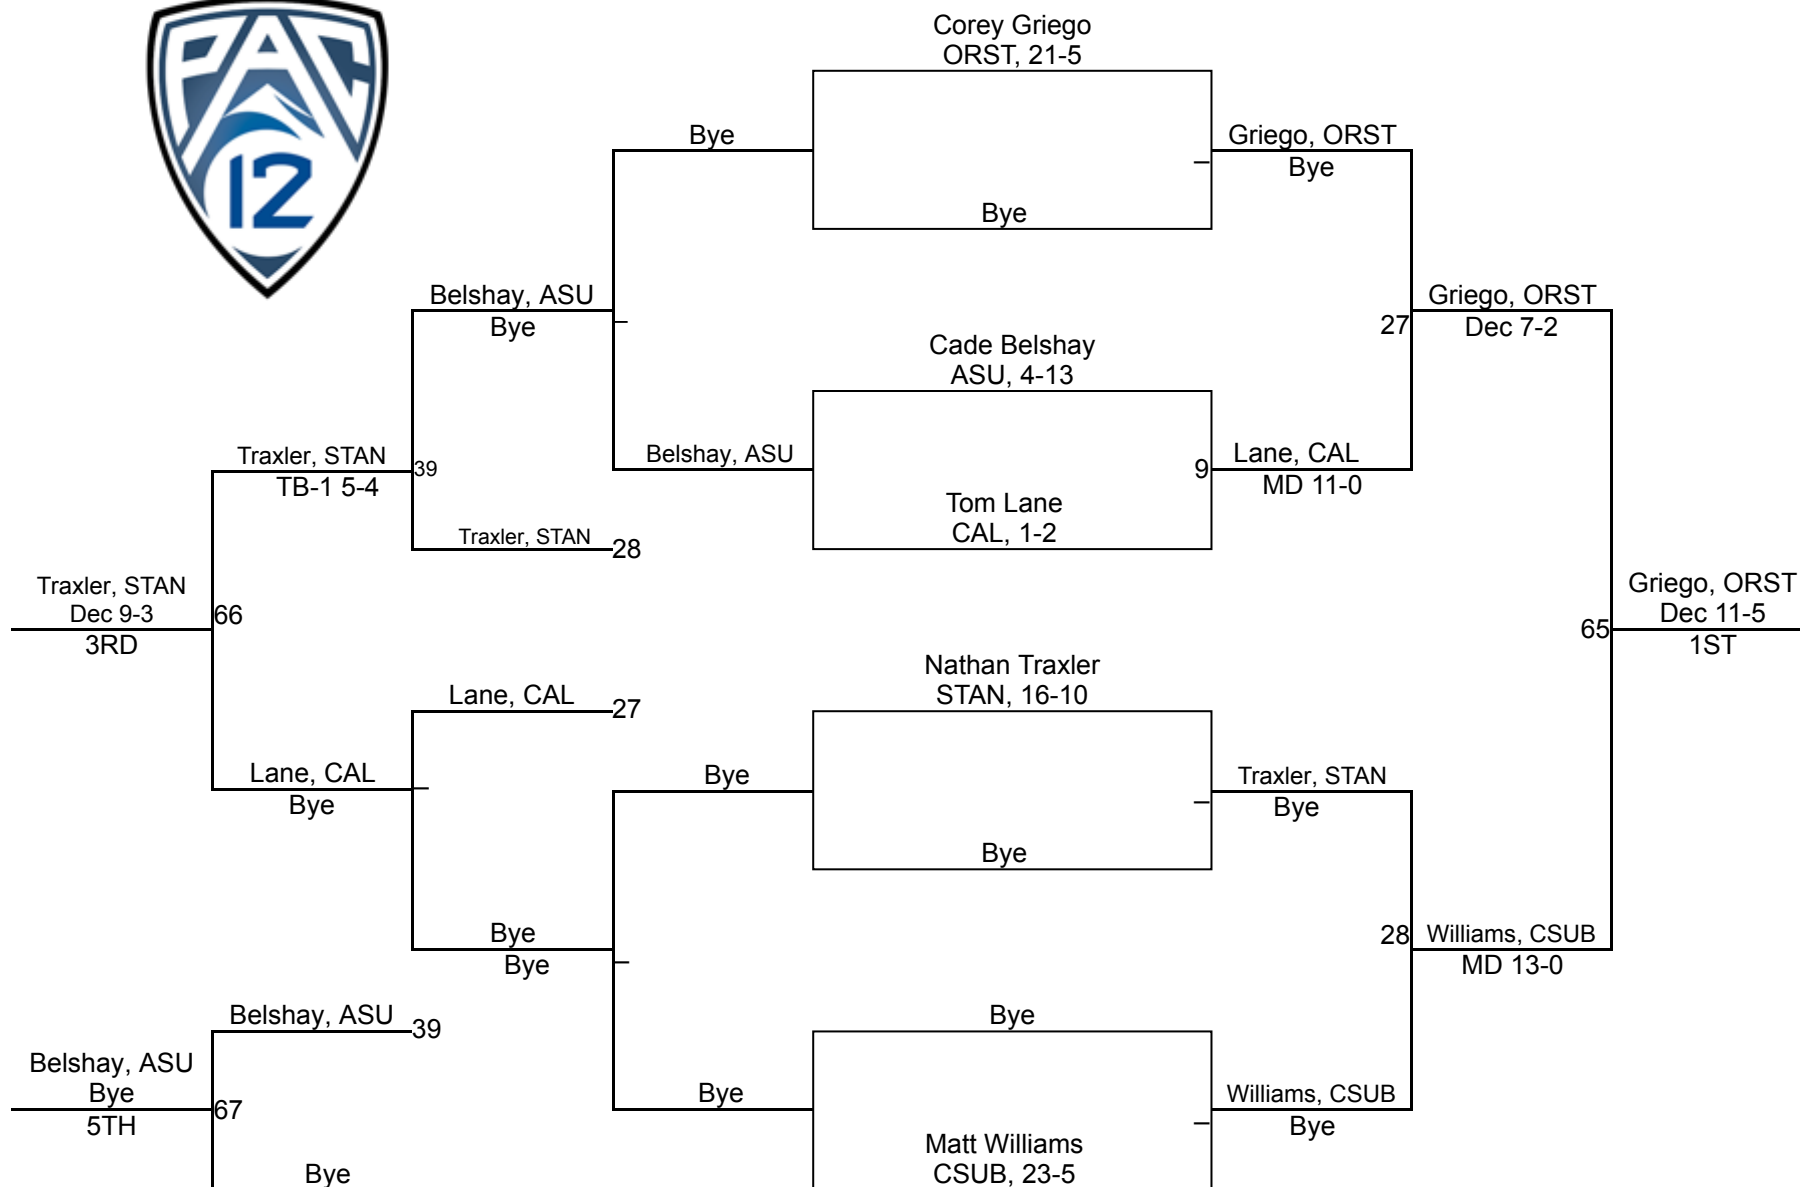 PAC
12
Corey Griego
ORST, 21-5
Bye
Griego, ORST
Bye
Bye
Belshay, ASU
Bye
Griego, ORST
27
Dec 7-2
Cade Belshay
ASU, 4-13
Traxler, STAN
39
TB-1 5-4
Belshay, ASU
9
Lane, CAL
MD 11-0
Tom Lane
CAL, 1-2
Traxler, STAN
28
Traxler, STAN
Dec 9-3
66
3RD
Griego, ORST
Dec 11-5
65
1ST
Nathan Traxler
STAN, 16-10
Lane, CAL
27
Lane, CAL
Bye
Bye
Traxler, STAN
Bye
Bye
Bye
Bye
28
Williams, CSUB
MD 13-0
Belshay, ASU
39
Bye
Belshay, ASU
Bye
67
5TH
Bye
Williams, CSUB
Bye
Matt Williams
CSUB, 23-5
Bye